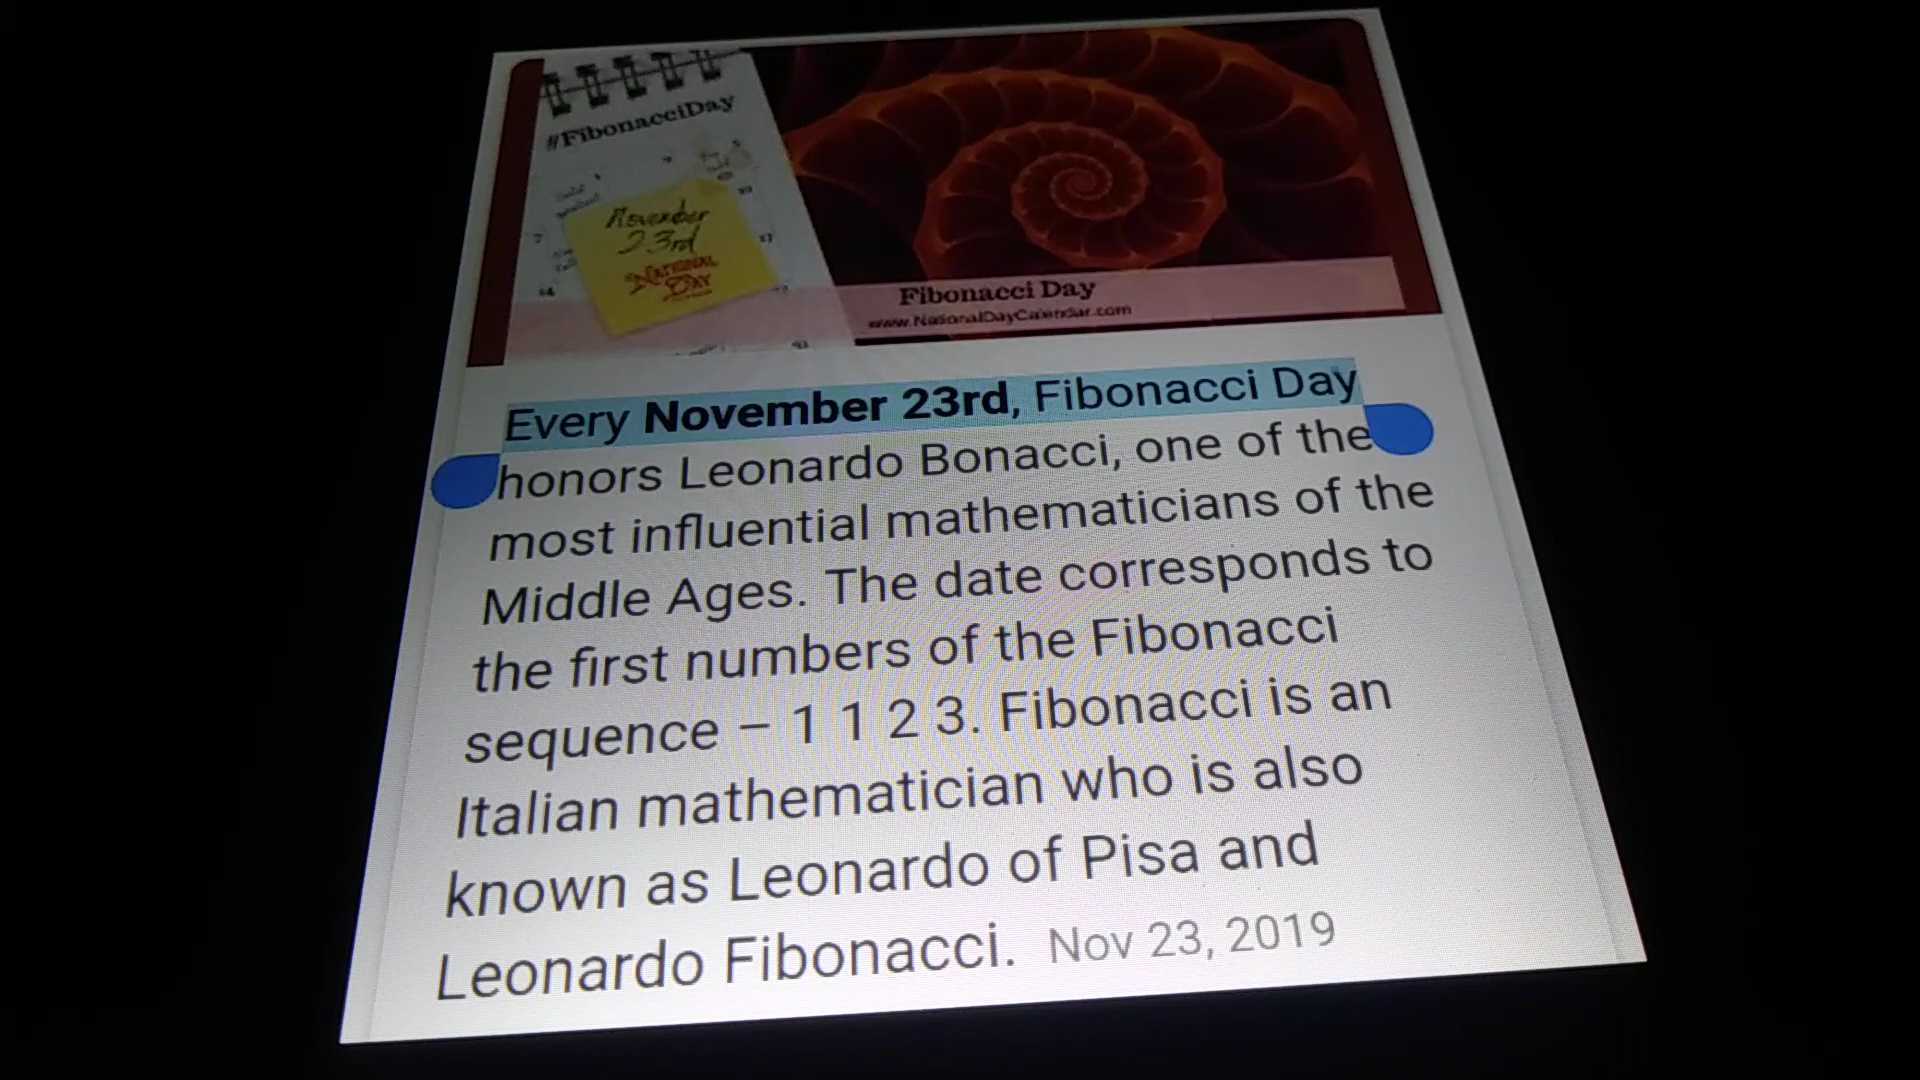 #FibonacciDay
November
23rd
NATIONAL
DAY
17
14
Fibonacci Day
www.NationalDayCalendar.com
Every November 23rd, Fibonacci Day
honors Leonardo Bonacci, one of the
most influential mathematicians of the
Middle Ages. The date corresponds to
the first numbers of the Fibonacci
sequence – 1 1 2 3. Fibonacci is an
Italian mathematician who is also
known as Leonardo of Pisa and
Leonardo Fibonacci. Nov 23, 2019